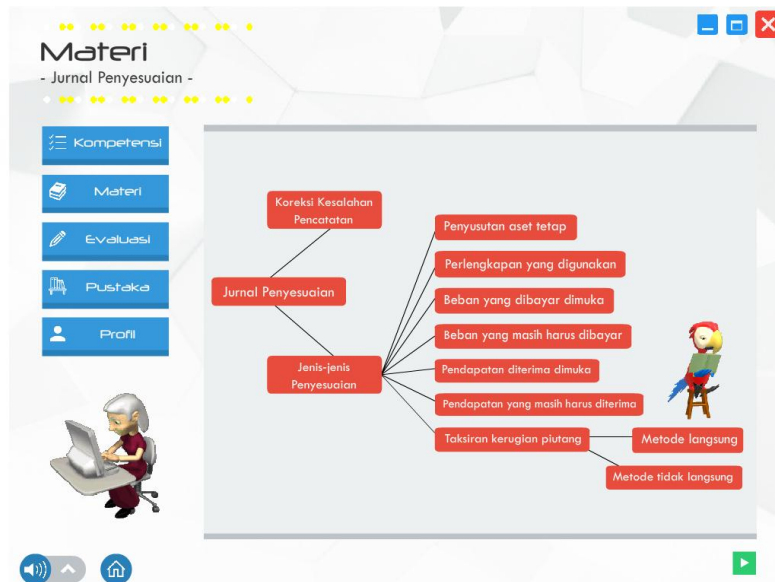 Materi
- Jurnal Penyesuaian -
Kompetensi
Materi
Evaluasi
Pustaka
Profil
Koreksi Kesalahan
Pencatatan
Jurnal Penyesuaian
Jenis-jenis
Penyesuaian
Penyusutan aset tetap
Perlengkapan yang digunakan
Beban yang dibayar dimuka
Beban yang masih harus dibayar
Pendapatan diterima dimuka
Pendapatan yang masih harus diterima
Taksiran kerugian piutang
Metode langsung
Metode tidak langsung